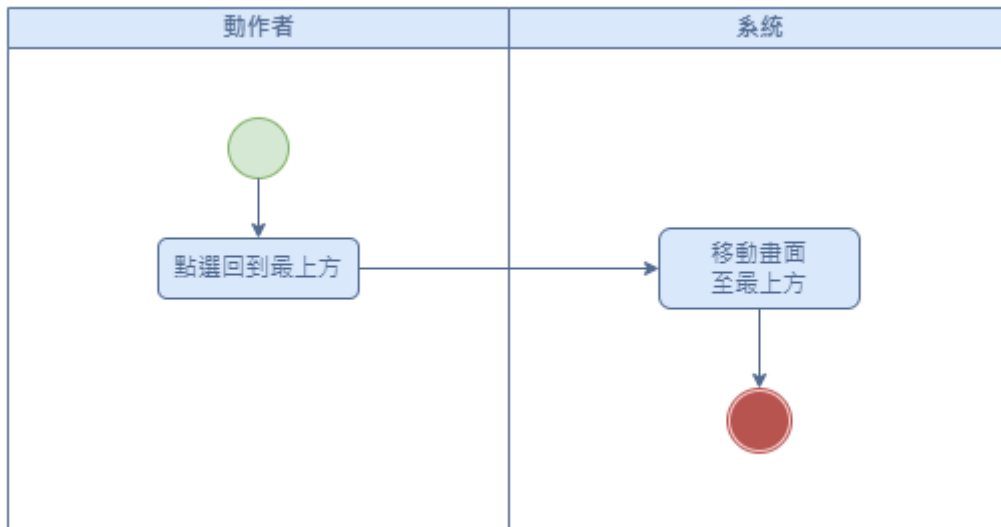 動作者
系統
點選回到最上方
移動畫面
至最上方